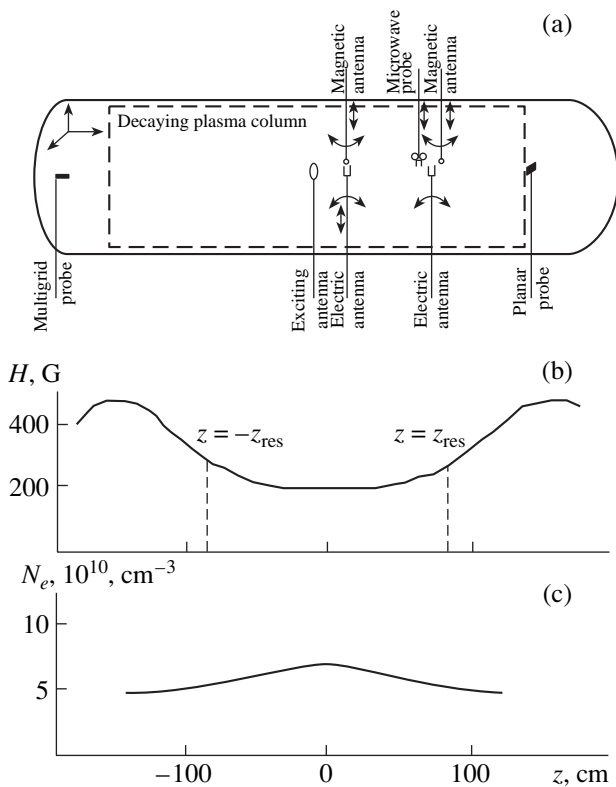 (a)
Magnetic
antenna
Microwave
probe
Magnetic
antenna
Decaying plasma column
Multigrid
probe
Exciting
antenna
Electric
antenna
Electric
antenna
Planar
probe
H, G
(b)
400
z = −z_res
z = z_res
200
N_e, 10^10, cm^−3
(c)
10
5
−100
0
100
z, cm